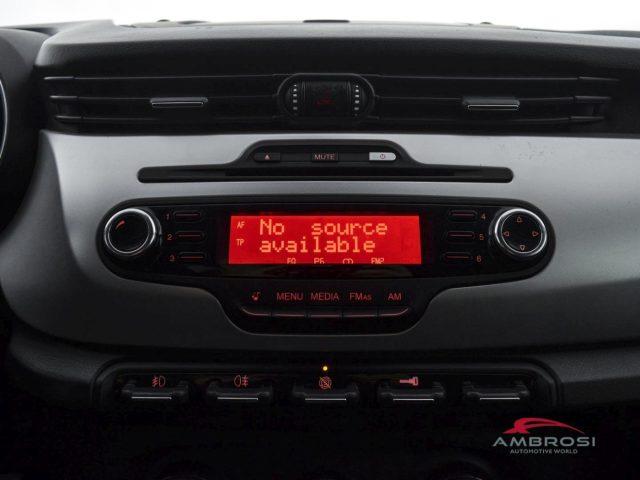 MUTE
AF
No source
TP
available
1
2
3
4
5
6
MENU MEDIA FMAS AM
AMBROSI
AUTOMOTIVE WORLD